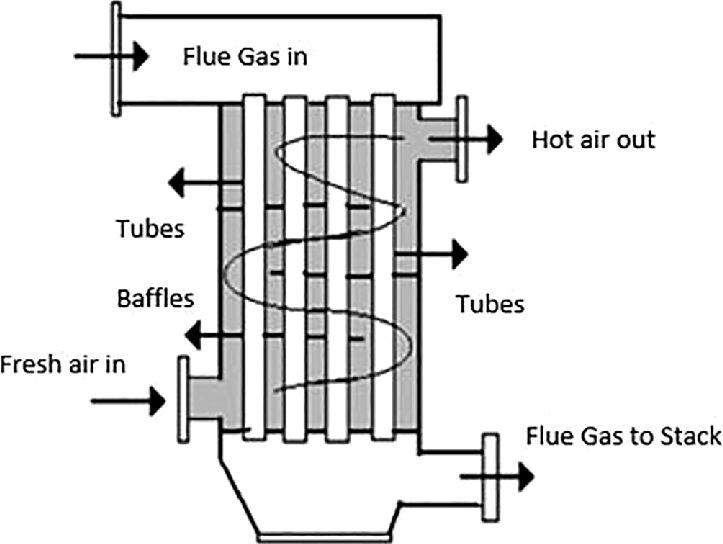 Flue Gas in
Hot air out
Tubes
Baffles
Tubes
Fresh air in
Flue Gas to Stack